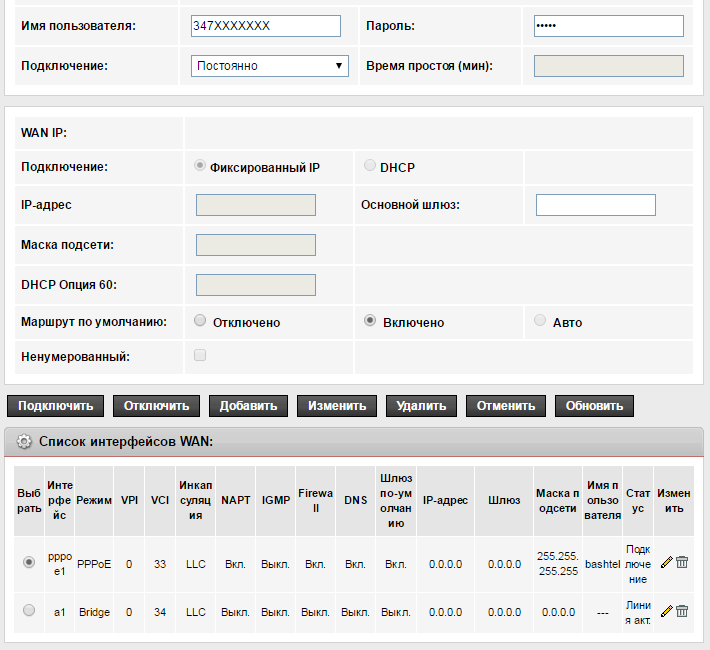 Имя пользователя: 347XXXXXXX Пароль: •••••
Подключение: Постоянно Время простоя (мин):
WAN IP:
Подключение: Фиксированный IP DHCP
IP-адрес Основной шлюз:
Маска подсети:
DHCP Опция 60:
Маршрут по умолчанию: Отключено Включено Авто
Ненумерованный:
Подключить Отключить Добавить Изменить Удалить Отменить Обновить
Список интерфейсов WAN:
Выбрать Интерфейс Режим VPI VCI Инкапсуляция NAPT IGMP Firewall DNS Шлюз по-умолчанию IP-адрес Шлюз Маска подсети Имя пользователя Статус Изменить
pppoe1 PPPoE 0 33 LLC Вкл. Выкл. Вкл. Вкл. Вкл. 0.0.0.0 0.0.0.0 255.255.255.255 bashtel Подключение
a1 Bridge 0 34 LLC Выкл. Выкл. Выкл. Выкл. Выкл. 0.0.0.0 0.0.0.0 0.0.0.0 --- Линия акт.